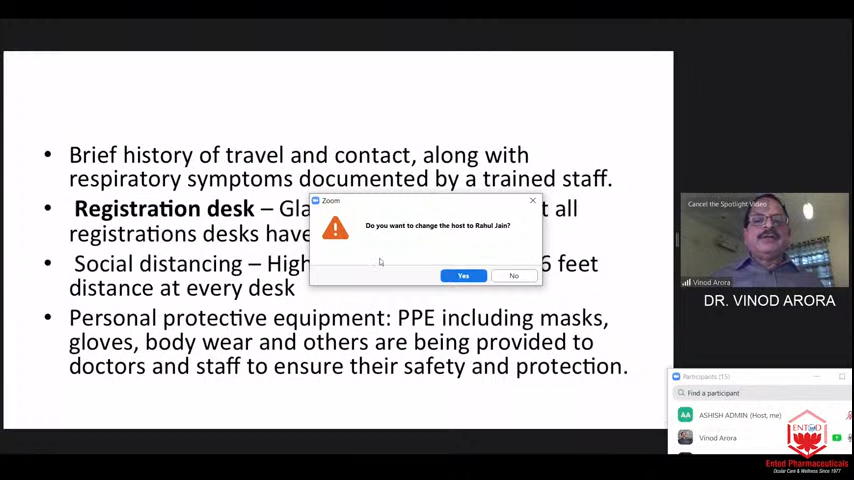 • Brief history of travel and contact, along with
respiratory symptoms documented by a trained staff.
• Registration desk – Gla
t all
registrations desks have
• Social distancing – High
6 feet
distance at every desk
• Personal protective equipment: PPE including masks,
gloves, body wear and others are being provided to
doctors and staff to ensure their safety and protection.
Zoom
Do you want to change the host to Rahul Jain?
Yes
No
Cancel the Spotlight Video
Vinod Arora
DR. VINOD ARORA
Participants (15)
Find a participant
AA ASHISH ADMIN (Host, me)
Vinod Arora
ENTOD
Entod Pharmaceuticals
Ocular Care & Wellness Since 1977